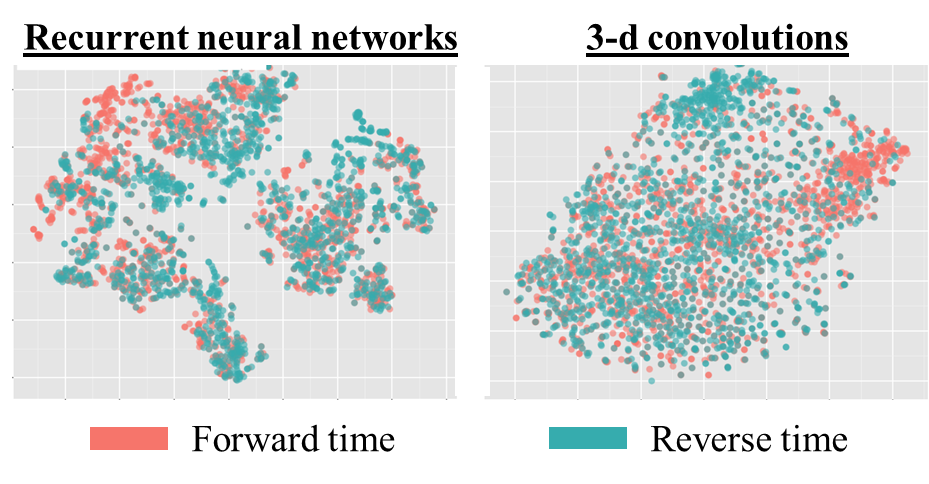 Recurrent neural networks
3-d convolutions
Forward time
Reverse time